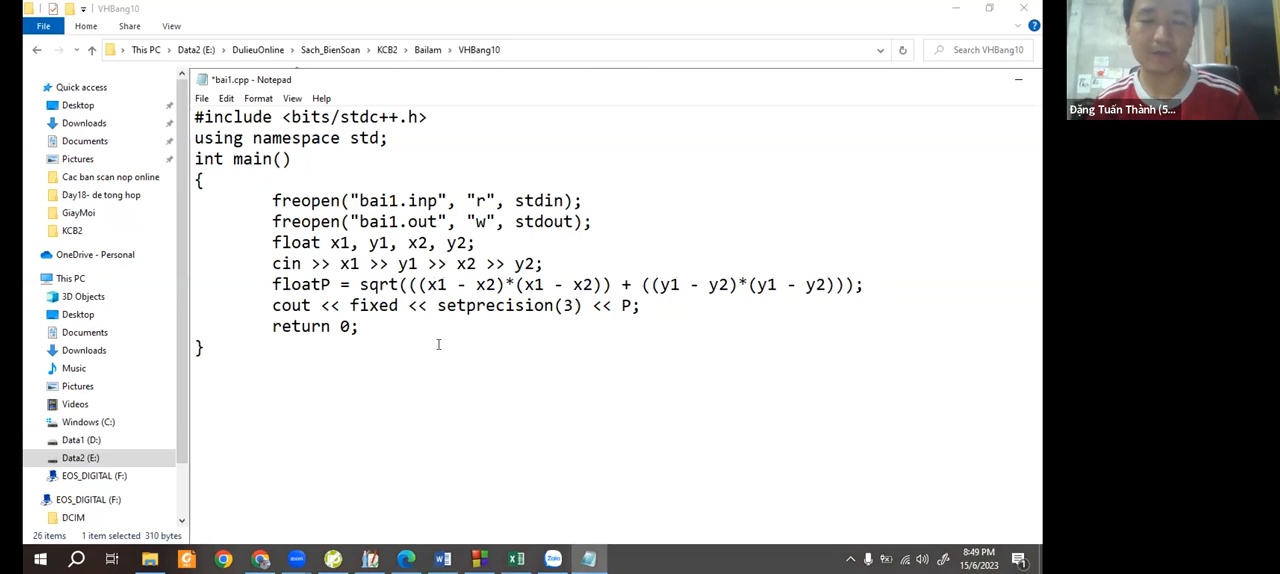 VHBang10
File
Home
Share
View
This PC
Data2 (E:)
DulieuOnline
Sach_BienSoan
KCB2
Bailam
VHBang10
Search VHBang10
Quick access
Desktop
Downloads
Documents
Pictures
Cac ban scan nop online
Day18- de tong hop
GiayMoi
KCB2
OneDrive - Personal
This PC
3D Objects
Desktop
Documents
Downloads
Music
Pictures
Videos
Windows (C:)
Data1 (D:)
Data2 (E:)
EOS_DIGITAL (F:)
EOS_DIGITAL (F:)
DCIM
26 items 1 item selected 310 bytes
*bai1.cpp - Notepad
File Edit Format View Help
#include <bits/stdc++.h>
using namespace std;
int main()
{
freopen("bai1.inp", "r", stdin);
freopen("bai1.out", "w", stdout);
float x1, y1, x2, y2;
cin >> x1 >> y1 >> x2 >> y2;
floatP = sqrt(((x1 - x2)*(x1 - x2)) + ((y1 - y2)*(y1 - y2)));
cout << fixed << setprecision(3) << P;
return 0;
}
Đặng Tuấn Thành (5...
zoom
Zalo
8:49 PM
15/6/2023
1